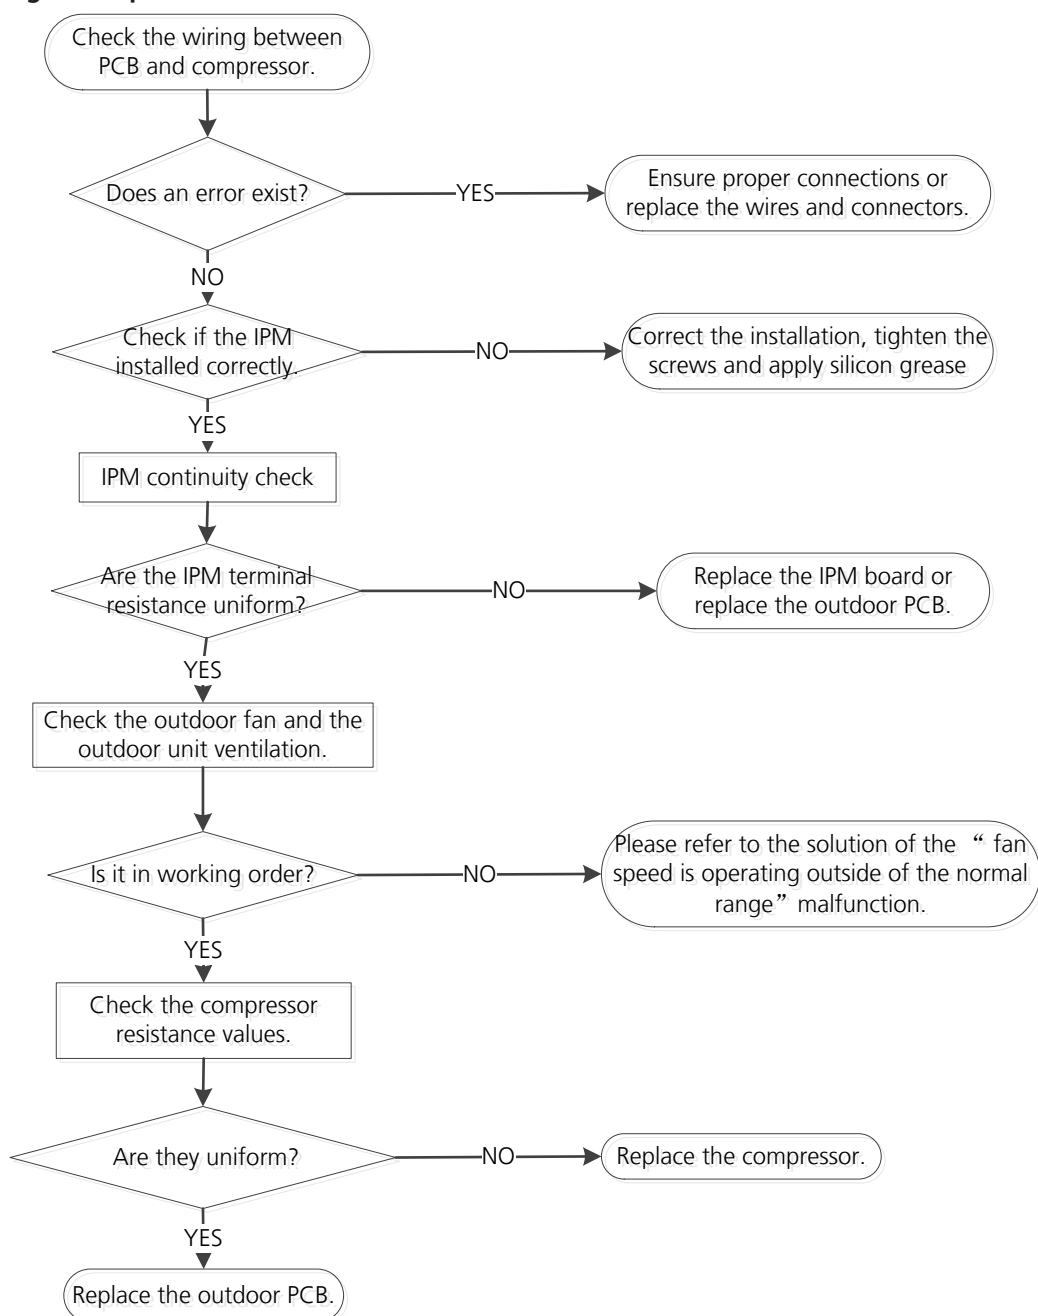 Check the wiring between
PCB and compressor.
Does an error exist?
YES
Ensure proper connections or
replace the wires and connectors.
NO
Check if the IPM
installed correctly.
NO
Correct the installation, tighten the
screws and apply silicon grease
YES
IPM continuity check
Are the IPM terminal
resistance uniform?
NO
Replace the IPM board or
replace the outdoor PCB.
YES
Check the outdoor fan and the
outdoor unit ventilation.
Is it in working order?
NO
Please refer to the solution of the “ fan
speed is operating outside of the normal
range” malfunction.
YES
Check the compressor
resistance values.
Are they uniform?
NO
Replace the compressor.
YES
Replace the outdoor PCB.